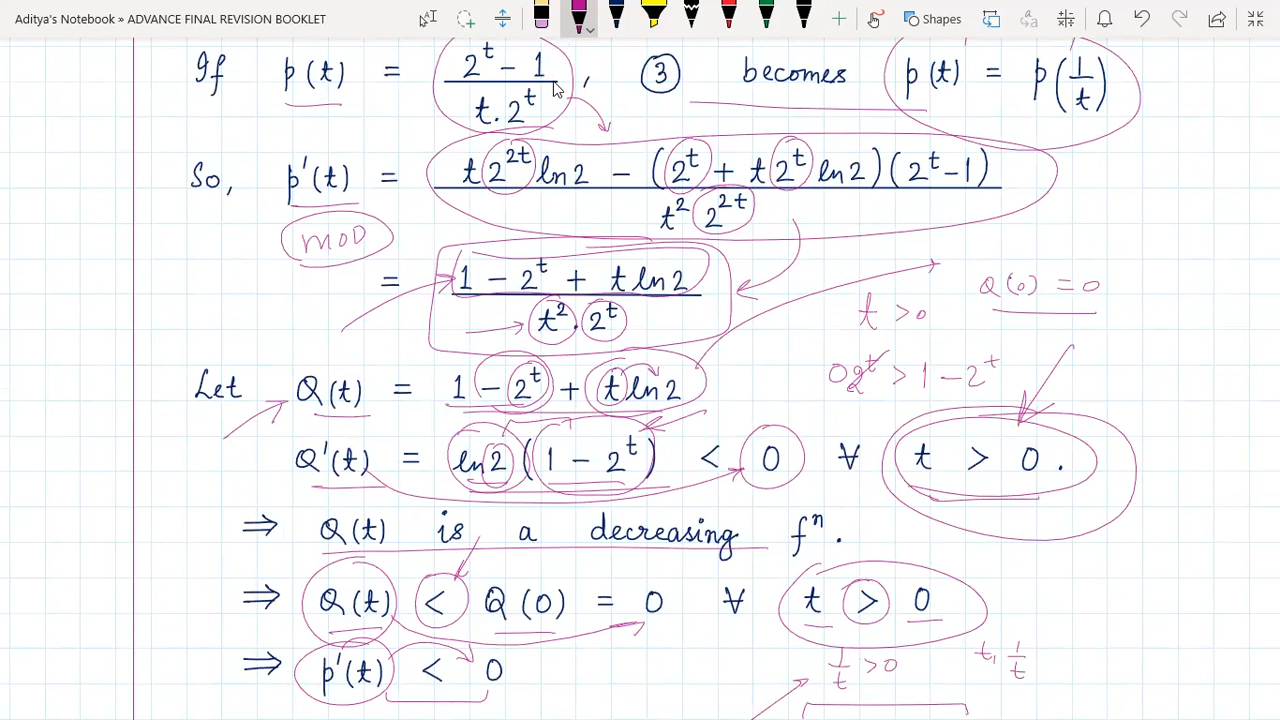 Aditya's Notebook » ADVANCE FINAL REVISION BOOKLET Shapes
If p(t) = (2^t − 1)/(t.2^t) , ③ becomes p(t) = p(1/t)
So, p'(t) = (t 2^{2t} ln2 − (2^t + t 2^t ln2)(2^t−1))/(t^2 2^{2t})
MOD
= (1 − 2^t + t ln2)/(t^2 . 2^t)
Q(0) = 0
t >0
Let Q(t) = 1 − 2^t + t ln2
> 1 − 2^t
Q'(t) = ln2 (1 − 2^t) < 0 ∀ t > 0.
⇒ Q(t) is a decreasing f^n.
⇒ Q(t) < Q(0) = 0 ∀ t > 0
⇒ p'(t) < 0
1/t >0 t, 1/t